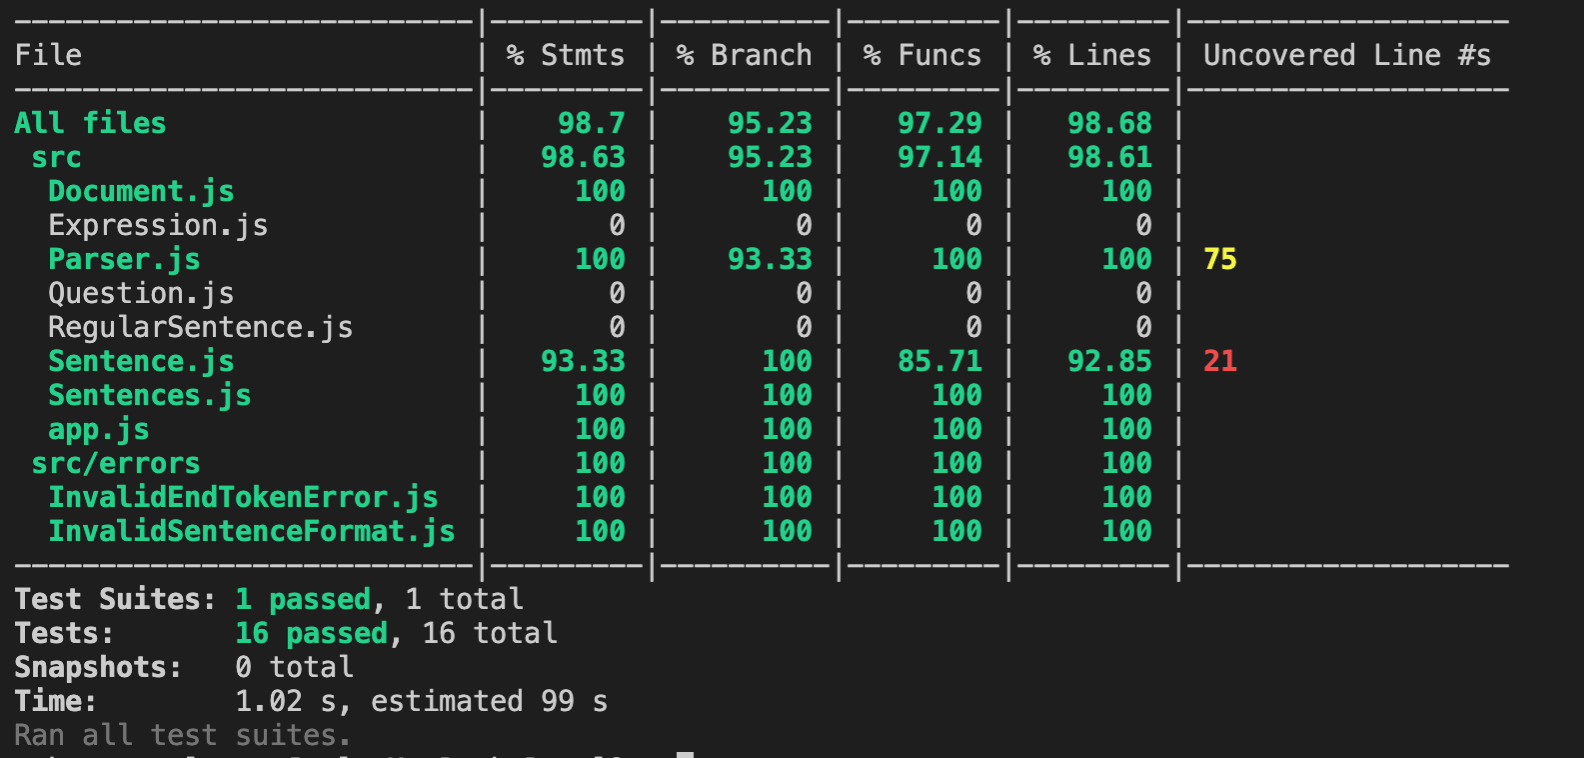 File | % Stmts | % Branch | % Funcs | % Lines | Uncovered Line #s
All files | 98.7 | 95.23 | 97.29 | 98.68 |
src | 98.63 | 95.23 | 97.14 | 98.61 |
Document.js | 100 | 100 | 100 | 100 |
Expression.js | 0 | 0 | 0 | 0 |
Parser.js | 100 | 93.33 | 100 | 100 | 75
Question.js | 0 | 0 | 0 | 0 |
RegularSentence.js | 0 | 0 | 0 | 0 |
Sentence.js | 93.33 | 100 | 85.71 | 92.85 | 21
Sentences.js | 100 | 100 | 100 | 100 |
app.js | 100 | 100 | 100 | 100 |
src/errors | 100 | 100 | 100 | 100 |
InvalidEndTokenError.js | 100 | 100 | 100 | 100 |
InvalidSentenceFormat.js | 100 | 100 | 100 | 100 |
Test Suites: 1 passed, 1 total
Tests: 16 passed, 16 total
Snapshots: 0 total
Time: 1.02 s, estimated 99 s
Ran all test suites.